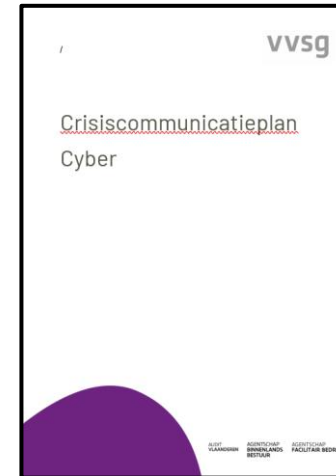 /
vvsg
Crisiscommunicatieplan
Cyber
AUDIT
VLAANDEREN
AGENTSCHAP
BINNENLANDS
BESTUUR
AGENTSCHAP
FACILITAIR BEDR